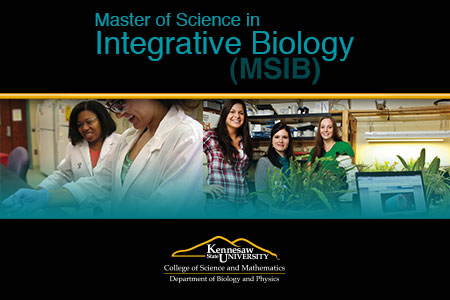 Master of Science in
Integrative Biology
(MSIB)
KENNESAW
STATE UNIVERSITY
College of Science and Mathematics
Department of Biology and Physics